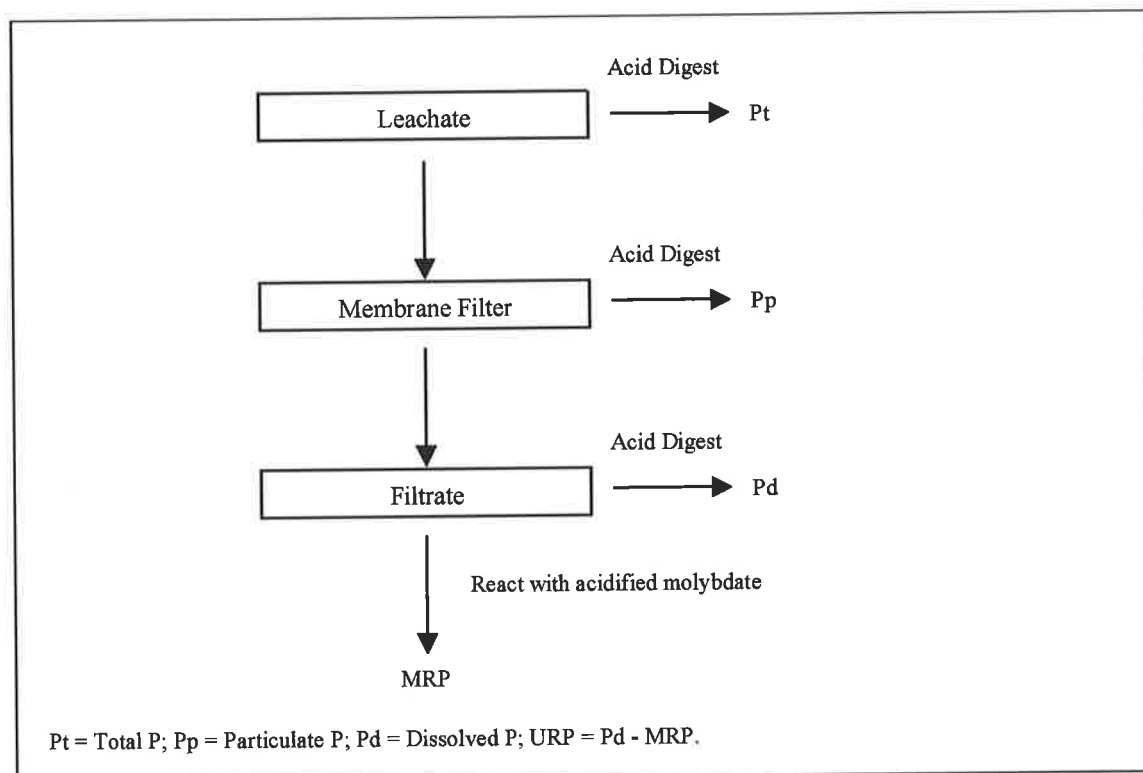 Acid Digest
Leachate
Pt
Acid Digest
Membrane Filter
Pp
Acid Digest
Filtrate
Pd
React with acidified molybdate
MRP
Pt = Total P; Pp = Particulate P; Pd = Dissolved P; URP = Pd - MRP.